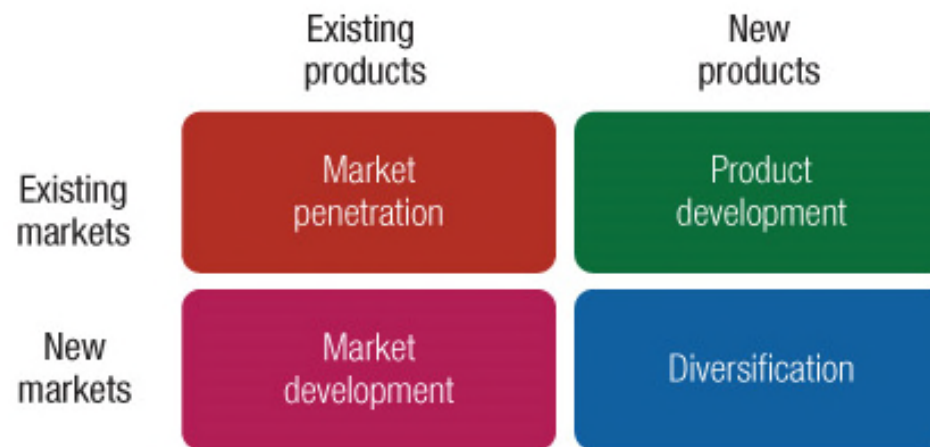 Existing
products
New
products
Existing
markets
Market
penetration
Product
development
New
markets
Market
development
Diversification